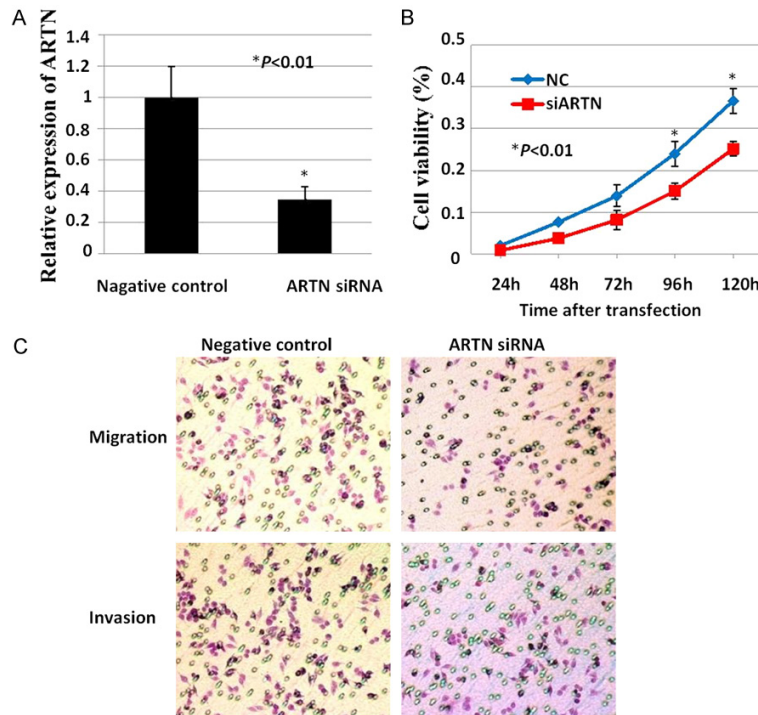 A
Relative expression of ARTN
1.4
1.2
1
0.8
0.6
0.4
0.2
0
*P<0.01
*
Nagative control
ARTN siRNA
B
Cell viability (%)
0.5
0.4
0.3
0.2
0.1
0
NC
siARTN
*P<0.01
*
*
24h 48h 72h 96h 120h
Time after transfection
C
Negative control
ARTN siRNA
Migration
Invasion